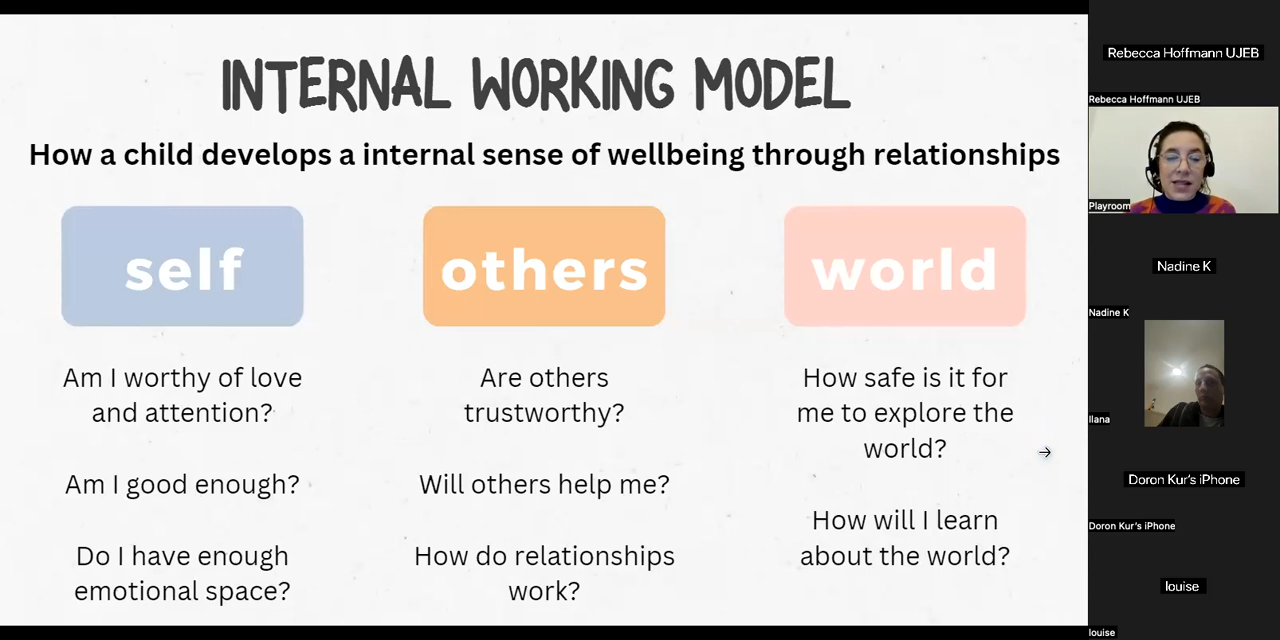 INTERNAL WORKING MODEL
How a child develops a internal sense of wellbeing through relationships
self
Am I worthy of love
and attention?
Am I good enough?
Do I have enough
emotional space?
others
Are others
trustworthy?
Will others help me?
How do relationships
work?
world
How safe is it for
me to explore the
world?
How will I learn
about the world?
Rebecca Hoffmann UJEB
Rebecca Hoffmann UJEB
Playroom
Nadine K
Nadine K
Ilana
Doron Kur's iPhone
Doron Kur's iPhone
louise
louise